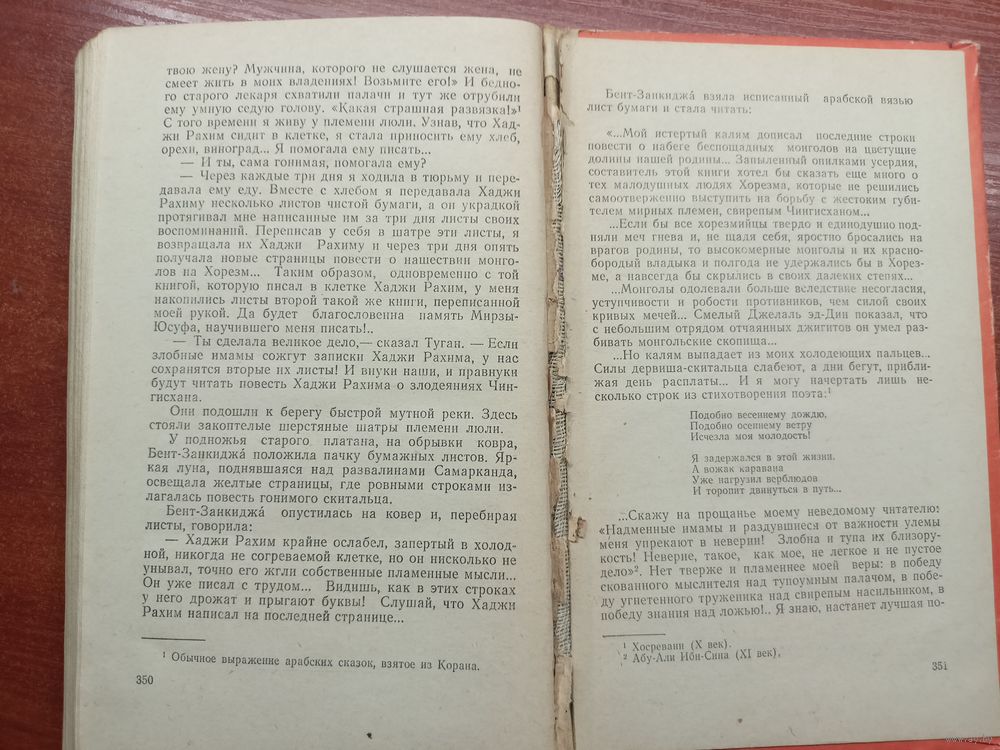 твою жену? Мужчина, которого не слушается жена, не
смеет жить в моих владениях! Возьмите его!» И бедно-
го старого лекаря схватили палачи и тут же отрубили
ему умную седую голову. «Какая страшная развязка!»¹
С того времени я живу у племени люли. Узнав, что Хад-
жи Рахим сидит в клетке, я стала приносить ему хлеб,
орехи, виноград... Я помогала ему писать...
— И ты, сама гонимая, помогала ему?
— Через каждые три дня я ходила в тюрьму и пере-
давала ему еду. Вместе с хлебом я передавала Хаджи
Рахиму несколько листов чистой бумаги, а он украдкой
протягивал мне написанные им за три дня листы своих
воспоминаний. Переписав у себя в шатре эти листы, я
возвращала их Хаджи Рахиму и через три дня опять
получала новые страницы повести о нашествии монго-
лов на Хорезм... Таким образом, одновременно с той
книгой, которую писал в клетке Хаджи Рахим, у меня
накопились листы второй такой же книги, переписанной
моей рукой. Да будет благословенна память Мирзы-
Юсуфа, научившего меня писать!..
— Ты сделала великое дело,— сказал Туган. — Если
злобные имамы сожгут записки Хаджи Рахима, у нас
сохранятся вторые их листы! И внуки наши, и правнуки
будут читать повесть Хаджи Рахима о злодеяниях Чин-
гисхана.
Они подошли к берегу быстрой мутной реки. Здесь
стояли закоптелые шерстяные шатры племени люли.
У подножья старого платана, на обрывки ковра,
Бент-Занкиджа́ положила пачку бумажных листов. Яр-
кая луна, поднявшаяся над развалинами Самарканда,
освещала желтые страницы, где ровными строками из-
лагалась повесть гонимого скитальца.
Бент-Занкиджа́ опустилась на ковер и, перебирая
листы, говорила:
— Хаджи Рахим крайне ослабел, запертый в холод-
ной, никогда не согреваемой клетке, но он нисколько не
унывал, точно его жгли собственные пламенные мысли...
Он уже писал с трудом... Видишь, как в этих строках
у него дрожат и прыгают буквы! Слушай, что Хаджи
Рахим написал на последней странице...
¹ Обычное выражение арабских сказок, взятое из Корана.
350
Бент-Занкиджа́ взяла исписанный арабской вязью
лист бумаги и стала читать:
«...Мой истертый калям дописал последние строки
повести о набеге беспощадных монголов на цветущие
долины нашей родины... Запыленный опилками усердия,
составитель этой книги хотел бы сказать еще много о
тех малодушных людях Хорезма, которые не решились
самоотверженно выступить на борьбу с жестоким губи-
телем мирных племен, свирепым Чингисханом...
...Если бы все хорезмийцы твердо и единодушно под-
няли меч гнева и, не щадя себя, яростно бросались на
врагов родины, то высокомерные монголы и их красно-
бородый владыка и полгода не удержались бы в Хорез-
ме, а навсегда бы скрылись в своих далеких степях...
...Монголы одолевали больше вследствие несогласия,
уступчивости и робости противников, чем силой своих
кривых мечей... Смелый Джелаль эд-Дин показал, что
с небольшим отрядом отчаянных джигитов он умел раз-
бивать монгольские скопища...
...Но калям выпадает из моих холодеющих пальцев...
Силы дервиша-скитальца слабеют, а дни бегут, прибли-
жая день расплаты... И я могу начертать лишь не-
сколько строк из стихотворения поэта:¹
Подобно весеннему дождю,
Подобно осеннему ветру
Исчезла моя молодость!
Я задержался в этой жизни.
А вожак каравана
Уже нагрузил верблюдов
И торопит двинуться в путь...
...Скажу на прощанье моему неведомому читателю:
«Надменные имамы и раздувшиеся от важности улемы
меня упрекают в неверии! Злобна и тупа их близору-
кость! Неверие, такое, как мое, не легкое и не пустое
дело»². Нет тверже и пламеннее моей веры: в победу
скованного мыслителя над тупоумным палачом, в побе-
ду угнетенного труженика над свирепым насильником, в
победу знания над ложью!.. Я знаю, настанет лучшая по-
¹ Хосревани (X век).
² Абу-Али Ибн-Сина (XI век).
351